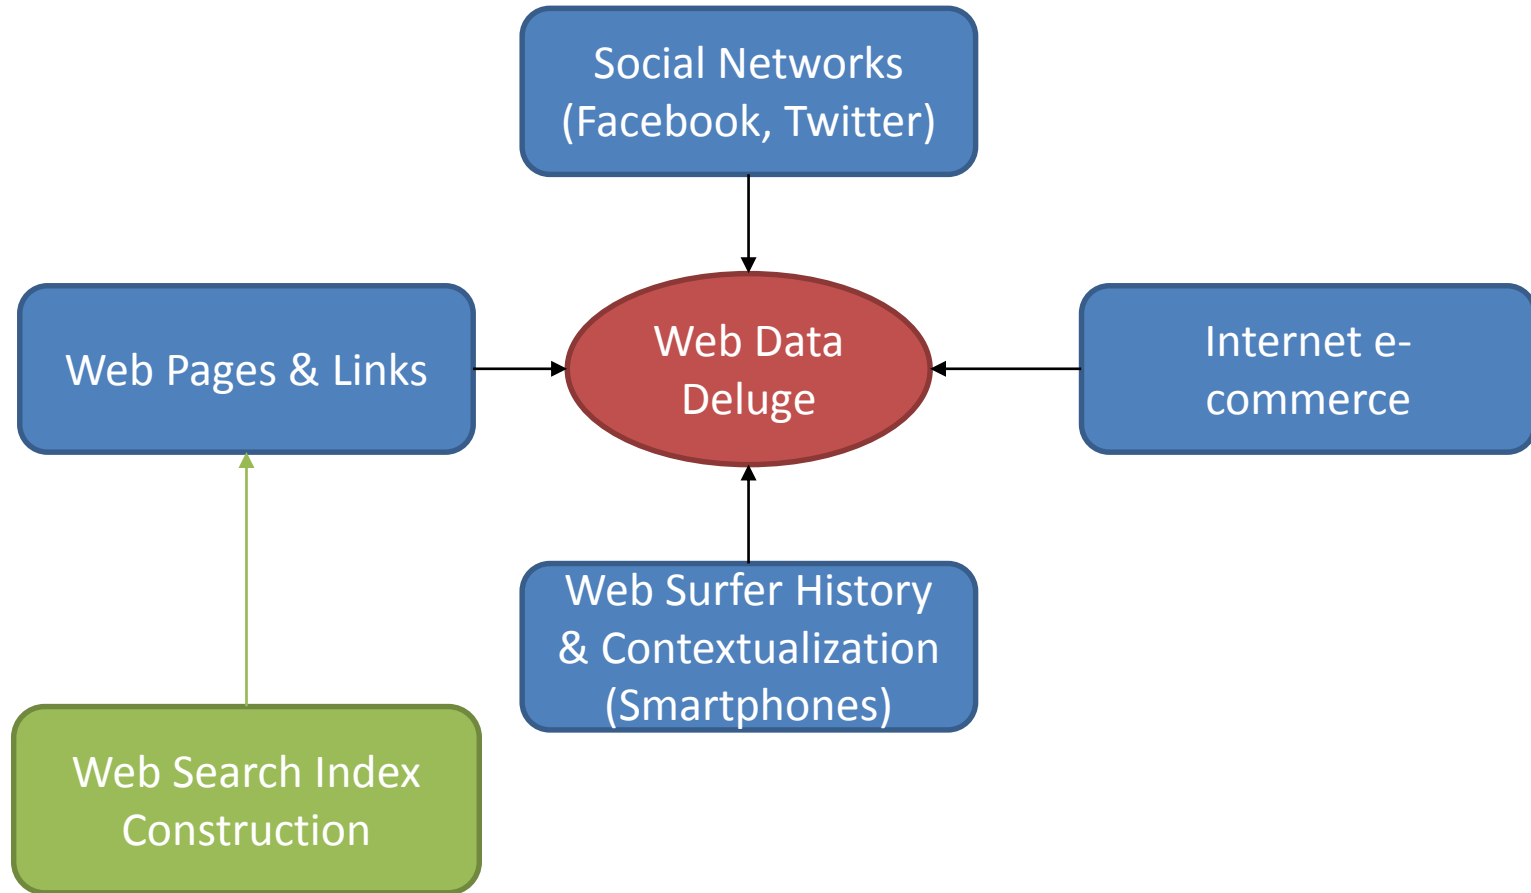 Social Networks
(Facebook, Twitter)
Web Pages & Links
Web Data
Deluge
Internet e-
commerce
Web Surfer History
& Contextualization
(Smartphones)
Web Search Index
Construction